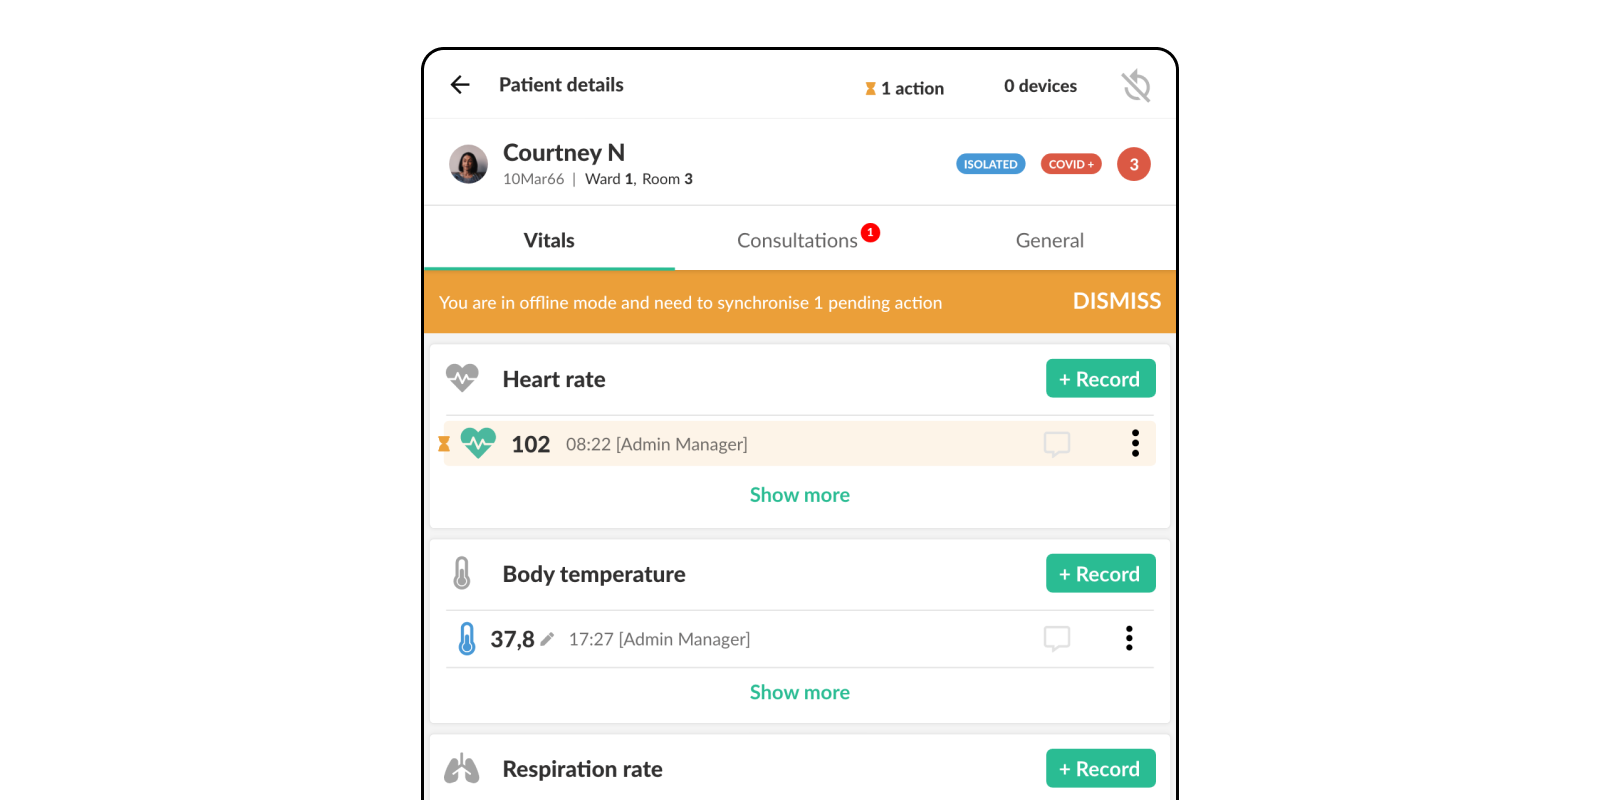 Patient details
1 action
0 devices
Courtney N
10Mar66 | Ward 1, Room 3
ISOLATED
COVID +
3
Vitals
Consultations 1
General
You are in offline mode and need to synchronise 1 pending action
DISMISS
Heart rate
+ Record
102 08:22 [Admin Manager]
Show more
Body temperature
+ Record
37,8 17:27 [Admin Manager]
Show more
Respiration rate
+ Record